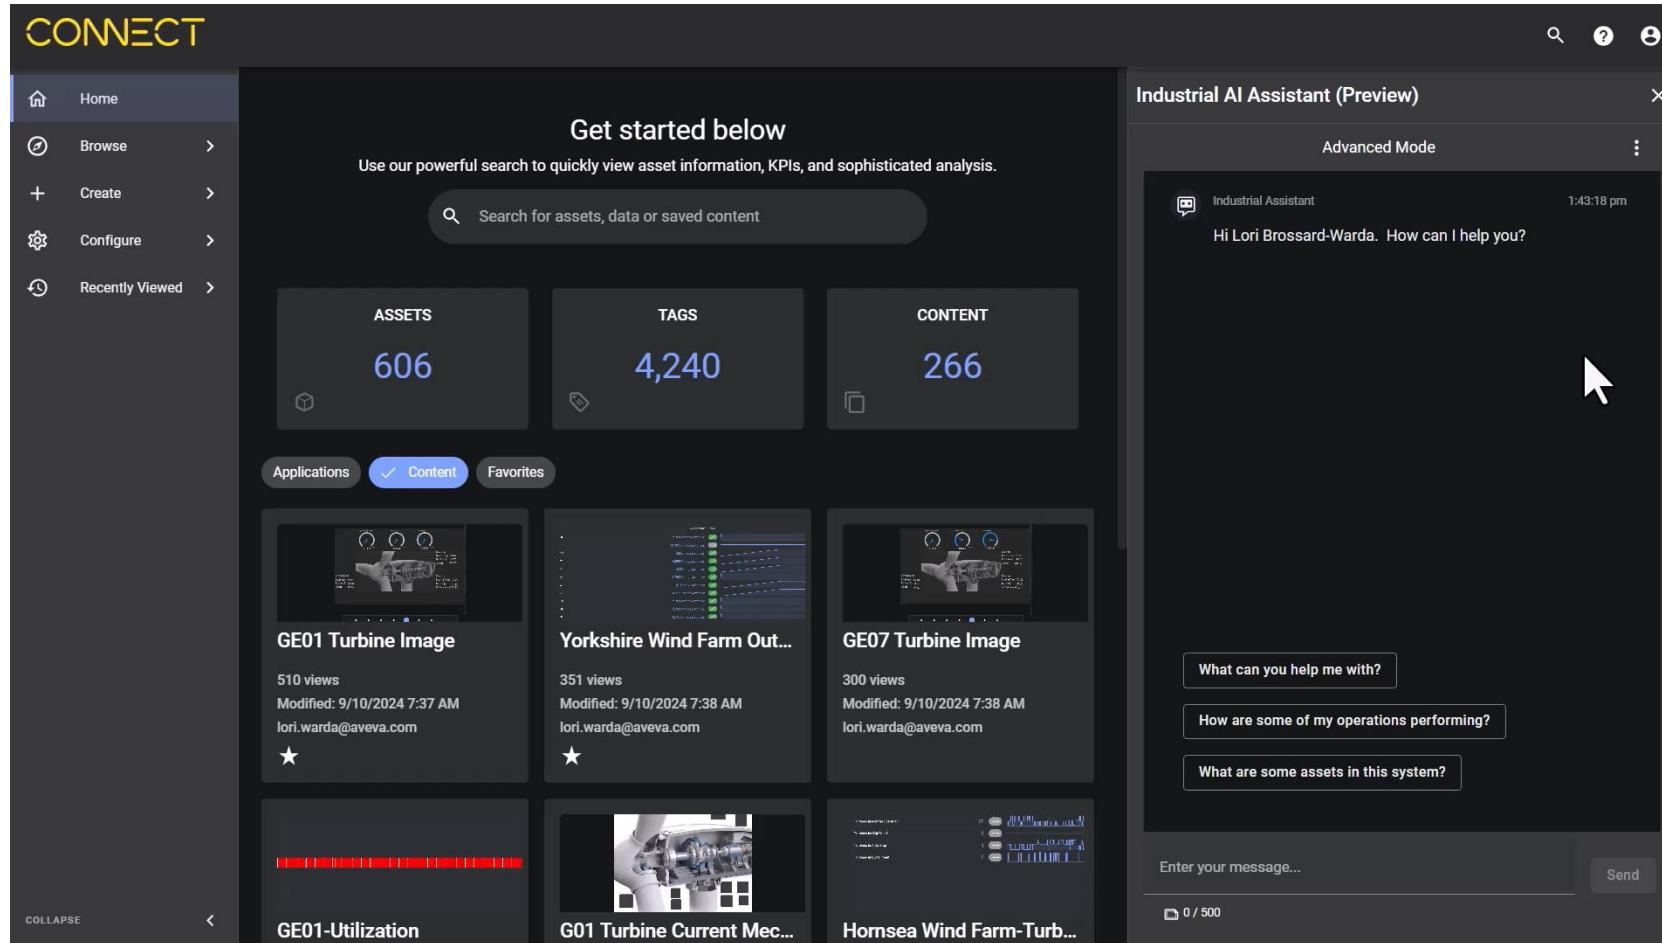 CONNECT
Home
Browse
Create
Configure
Recently Viewed
COLLAPSE
Get started below
Use our powerful search to quickly view asset information, KPIs, and sophisticated analysis.
Search for assets, data or saved content
ASSETS
606
TAGS
4,240
CONTENT
266
Applications
Content
Favorites
GE01 Turbine Image
510 views
Modified: 9/10/2024 7:37 AM
lori.warda@aveva.com
Yorkshire Wind Farm Out...
351 views
Modified: 9/10/2024 7:38 AM
lori.warda@aveva.com
GE07 Turbine Image
300 views
Modified: 9/10/2024 7:38 AM
lori.warda@aveva.com
GE01-Utilization
G01 Turbine Current Mec...
Hornsea Wind Farm-Turb...
Industrial AI Assistant (Preview)
Advanced Mode
Industrial Assistant
1:43:18 pm
Hi Lori Brossard-Warda. How can I help you?
What can you help me with?
How are some of my operations performing?
What are some assets in this system?
Enter your message...
Send
0 / 500